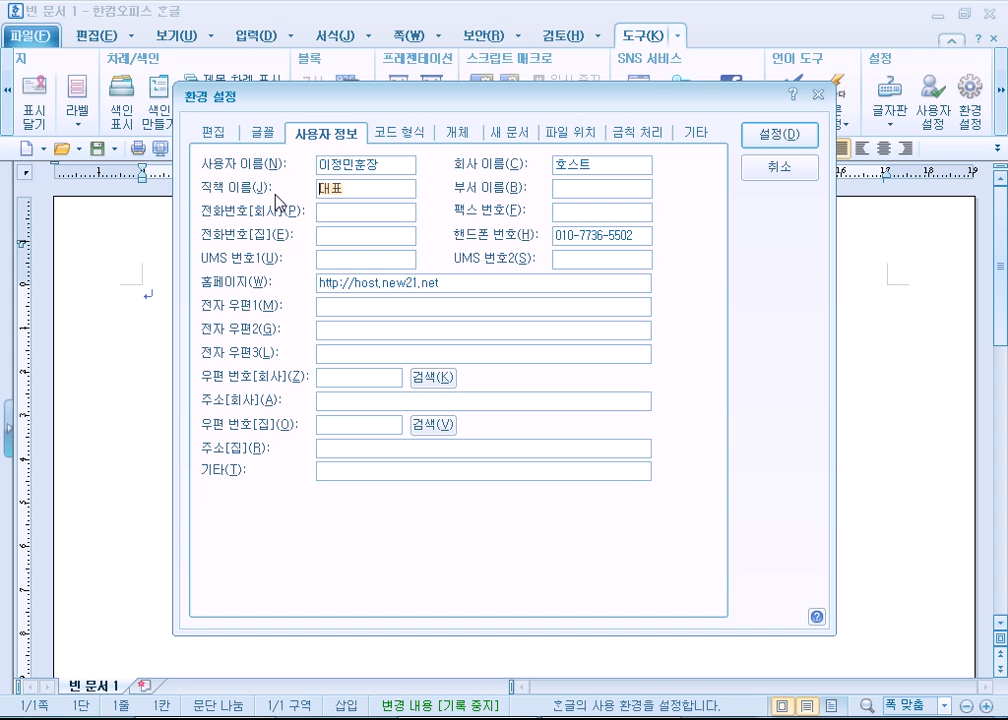 빈 문서 1 - 한컴오피스 흔글
파일(F) 편집(E) 보기(U) 입력(D) 서식(J) 쪽(W) 보안(R) 검토(H) 도구(K)
지 차례/색인 블록 프레젠테이션 스크립트 매크로 SNS 서비스 언어 도구 설정
제목 차례 표시
표시 달기 라벨 색인 표시 색인 만들기 글자판 사용자 설정 환경 설정
환경 설정
편집 글꼴 사용자 정보 코드 형식 개체 새 문서 파일 위치 금칙 처리 기타
설정(D)
취소
사용자 이름(N): 이정민훈장 회사 이름(C): 호스트
직책 이름(J): 대표 부서 이름(B):
전화번호[회사](P): 팩스 번호(F):
전화번호[집](E): 핸드폰 번호(H): 010-7736-5502
UMS 번호1(U): UMS 번호2(S):
홈페이지(W): http://host.new21.net
전자 우편1(M):
전자 우편2(G):
전자 우편3(L):
우편 번호[회사](Z): 검색(K)
주소[회사](A):
우편 번호[집](O): 검색(V)
주소[집](R):
기타(T):
16 17 18 19
빈 문서 1
1/1쪽 1단 1줄 1칸 문단 나눔 1/1 구역 삽입 변경 내용 [기록 중지] 흔글의 사용 환경을 설정합니다. 폭 맞춤